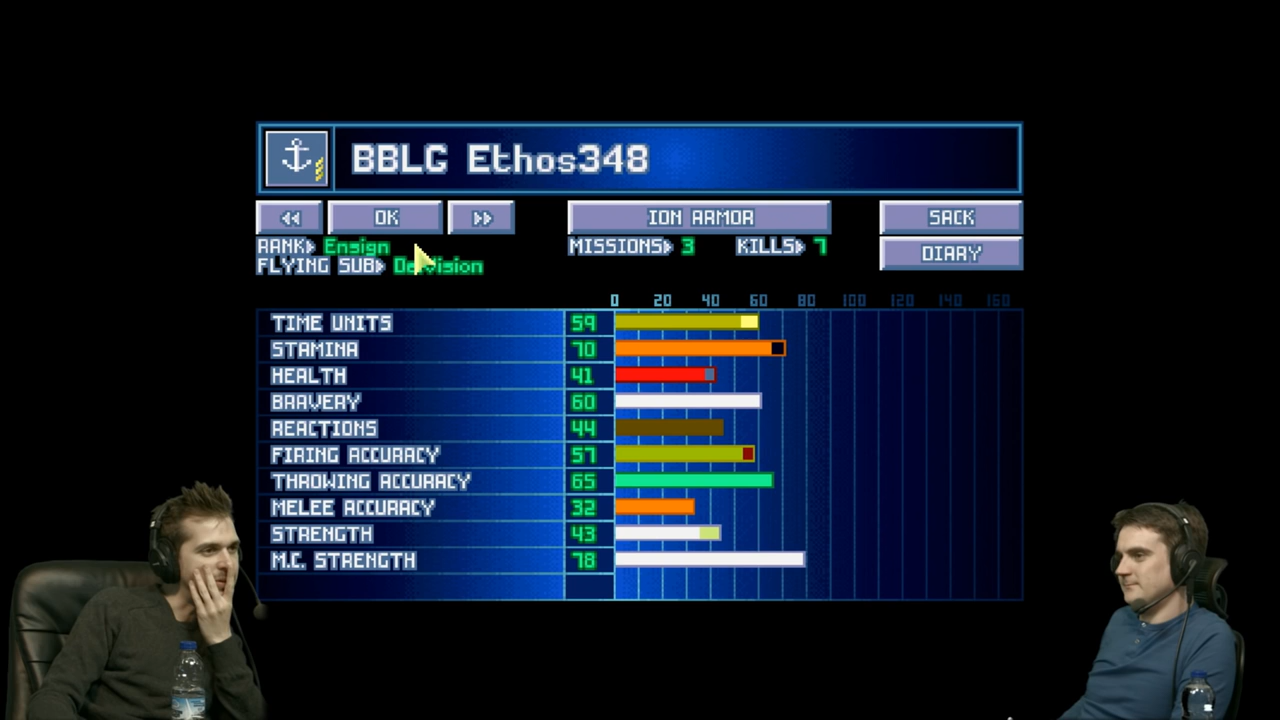 BBLG Ethos348
OK
ION ARMOR
SACK
RANK> Ensign
MISSIONS> 3
KILLS> 7
DIARY
FLYING SUB>
0 20 40 60 80 100 120 140 160
TIME UNITS 59
STAMINA 70
HEALTH 41
BRAVERY 60
REACTIONS 44
FIRING ACCURACY 57
THROWING ACCURACY 65
MELEE ACCURACY 32
STRENGTH 43
M.C. STRENGTH 78